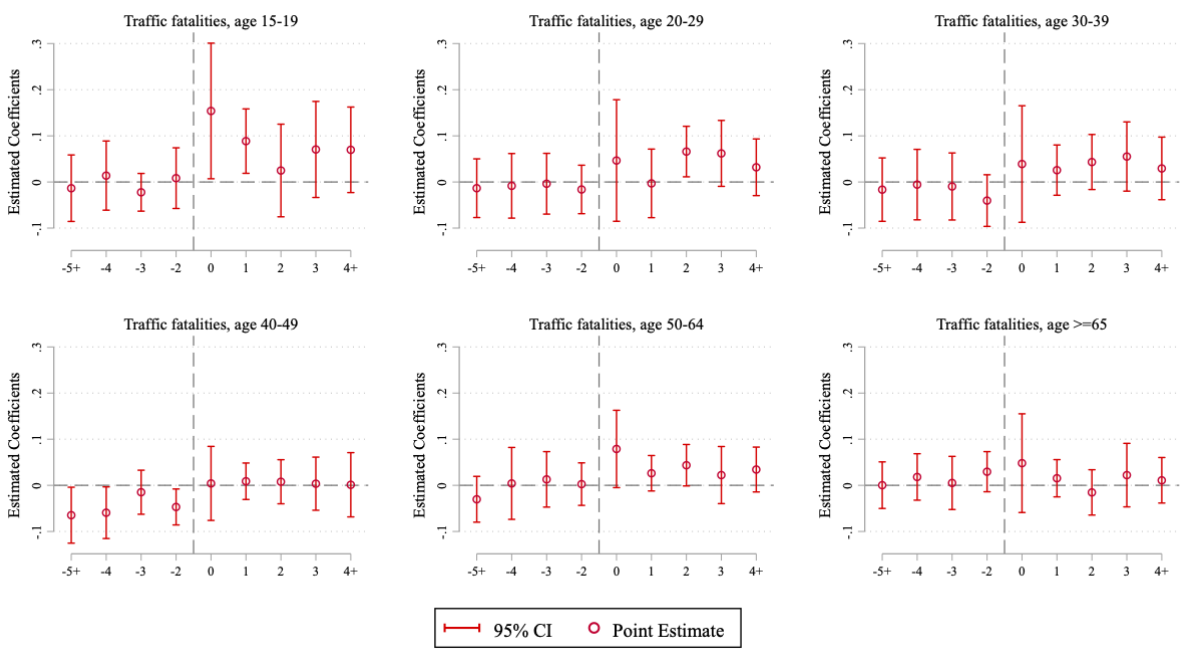 Traffic fatalities, age 15-19
Estimated Coefficients
.3
.2
.1
0
-.1
-5+ -4 -3 -2 0 1 2 3 4+
Traffic fatalities, age 20-29
Estimated Coefficients
.3
.2
.1
0
-.1
-5+ -4 -3 -2 0 1 2 3 4+
Traffic fatalities, age 30-39
Estimated Coefficients
.3
.2
.1
0
-.1
-5+ -4 -3 -2 0 1 2 3 4+
Traffic fatalities, age 40-49
Estimated Coefficients
.3
.2
.1
0
-.1
-5+ -4 -3 -2 0 1 2 3 4+
Traffic fatalities, age 50-64
Estimated Coefficients
.3
.2
.1
0
-.1
-5+ -4 -3 -2 0 1 2 3 4+
Traffic fatalities, age >=65
Estimated Coefficients
.3
.2
.1
0
-.1
-5+ -4 -3 -2 0 1 2 3 4+
95% CI Point Estimate